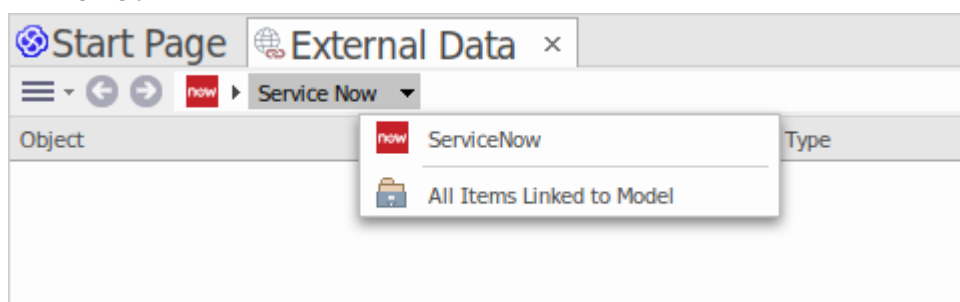 Start Page External Data ×
now Service Now
Object Type
now ServiceNow
All Items Linked to Model